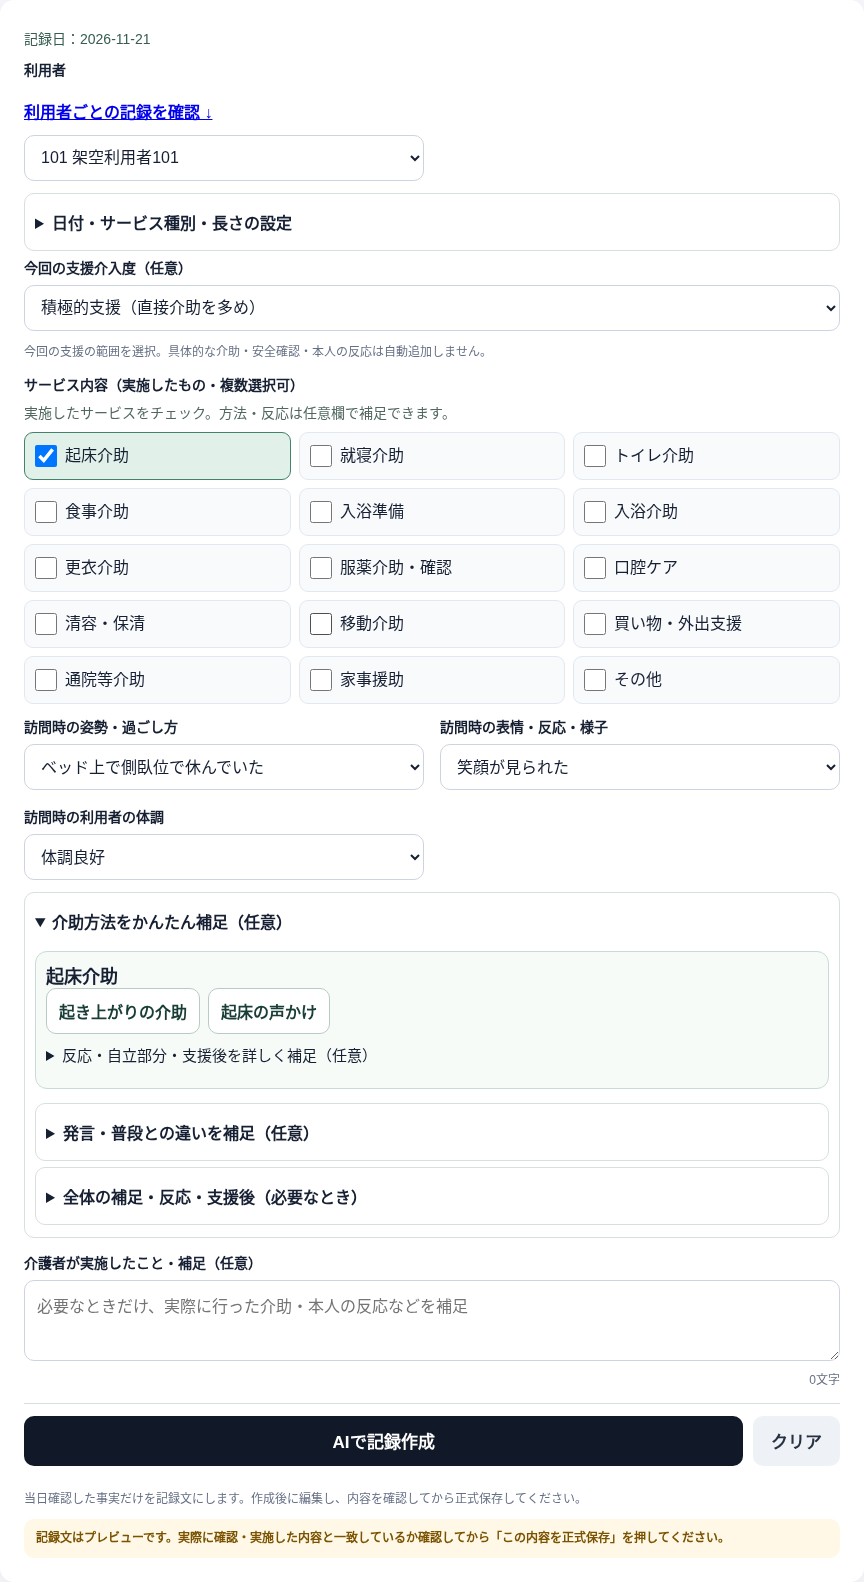 記録日：2026-11-21
利用者
利用者ごとの記録を確認 ↓
101 架空利用者101
日付・サービス種別・長さの設定
今回の支援介入度（任意）
積極的支援（直接介助を多め）
今回の支援の範囲を選択。具体的な介助・安全確認・本人の反応は自動追加しません。
サービス内容（実施したもの・複数選択可）
実施したサービスをチェック。方法・反応は任意欄で補足できます。
起床介助 就寝介助 トイレ介助
食事介助 入浴準備 入浴介助
更衣介助 服薬介助・確認 口腔ケア
清容・保清 移動介助 買い物・外出支援
通院等介助 家事援助 その他
訪問時の姿勢・過ごし方 訪問時の表情・反応・様子
ベッド上で側臥位で休んでいた 笑顔が見られた
訪問時の利用者の体調
体調良好
介助方法をかんたん補足（任意）
起床介助
起き上がりの介助 起床の声かけ
反応・自立部分・支援後を詳しく補足（任意）
発言・普段との違いを補足（任意）
全体の補足・反応・支援後（必要なとき）
介護者が実施したこと・補足（任意）
必要なときだけ、実際に行った介助・本人の反応などを補足
0文字
AIで記録作成 クリア
当日確認した事実だけを記録文にします。作成後に編集し、内容を確認してから正式保存してください。
記録文はプレビューです。実際に確認・実施した内容と一致しているか確認してから「この内容を正式保存」を押してください。